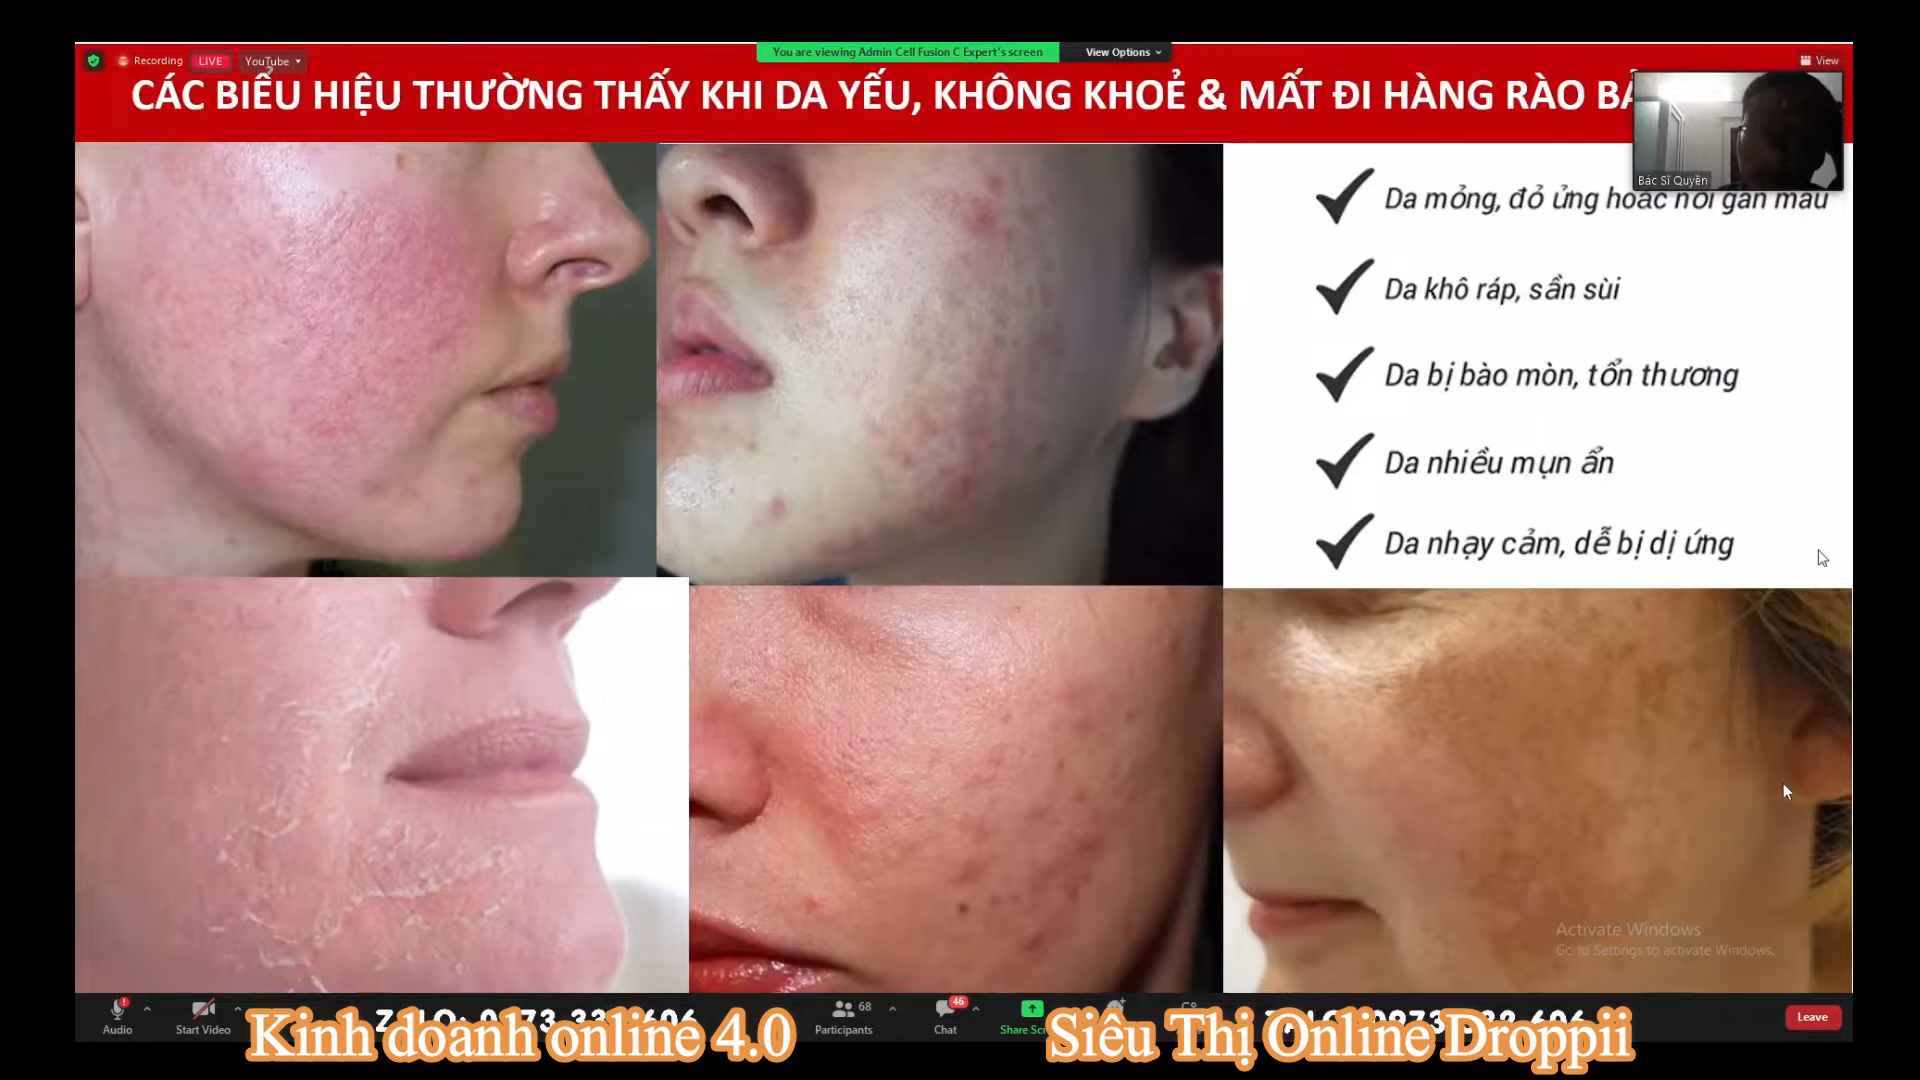 Recording LIVE YouTube
You are viewing Admin Cell Fusion C Expert's screen
View Options
View
CÁC BIỂU HIỆU THƯỜNG THẤY KHI DA YẾU, KHÔNG KHOẺ & MẤT ĐI HÀNG RÀO
Bác Sĩ Quyền
Da mỏng, đỏ ửng hoặc nổi gân máu
Da khô ráp, sần sùi
Da bị bào mòn, tổn thương
Da nhiều mụn ẩn
Da nhạy cảm, dễ bị dị ứng
Activate Windows
Go to Settings to activate Windows.
Audio
Start Video
68
Participants
46
Chat
Share
Leave
Kinh doanh online 4.0
Siêu Thị Online Droppii